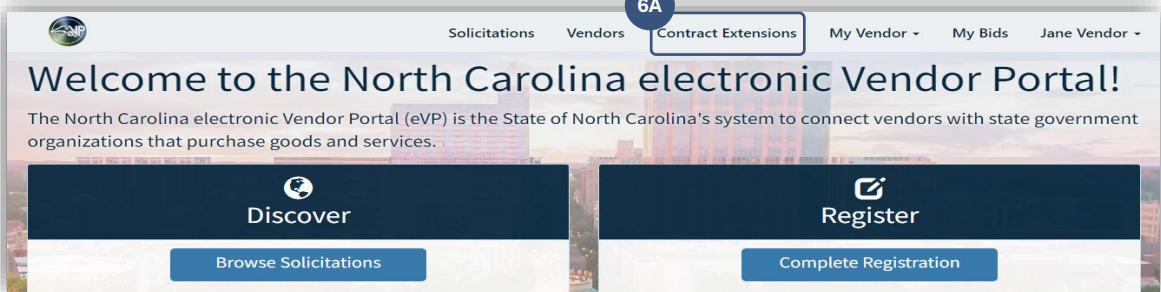 6A
eVP
Solicitations Vendors Contract Extensions My Vendor My Bids Jane Vendor
Welcome to the North Carolina electronic Vendor Portal!
The North Carolina electronic Vendor Portal (eVP) is the State of North Carolina's system to connect vendors with state government
organizations that purchase goods and services.
Discover
Register
Browse Solicitations
Complete Registration